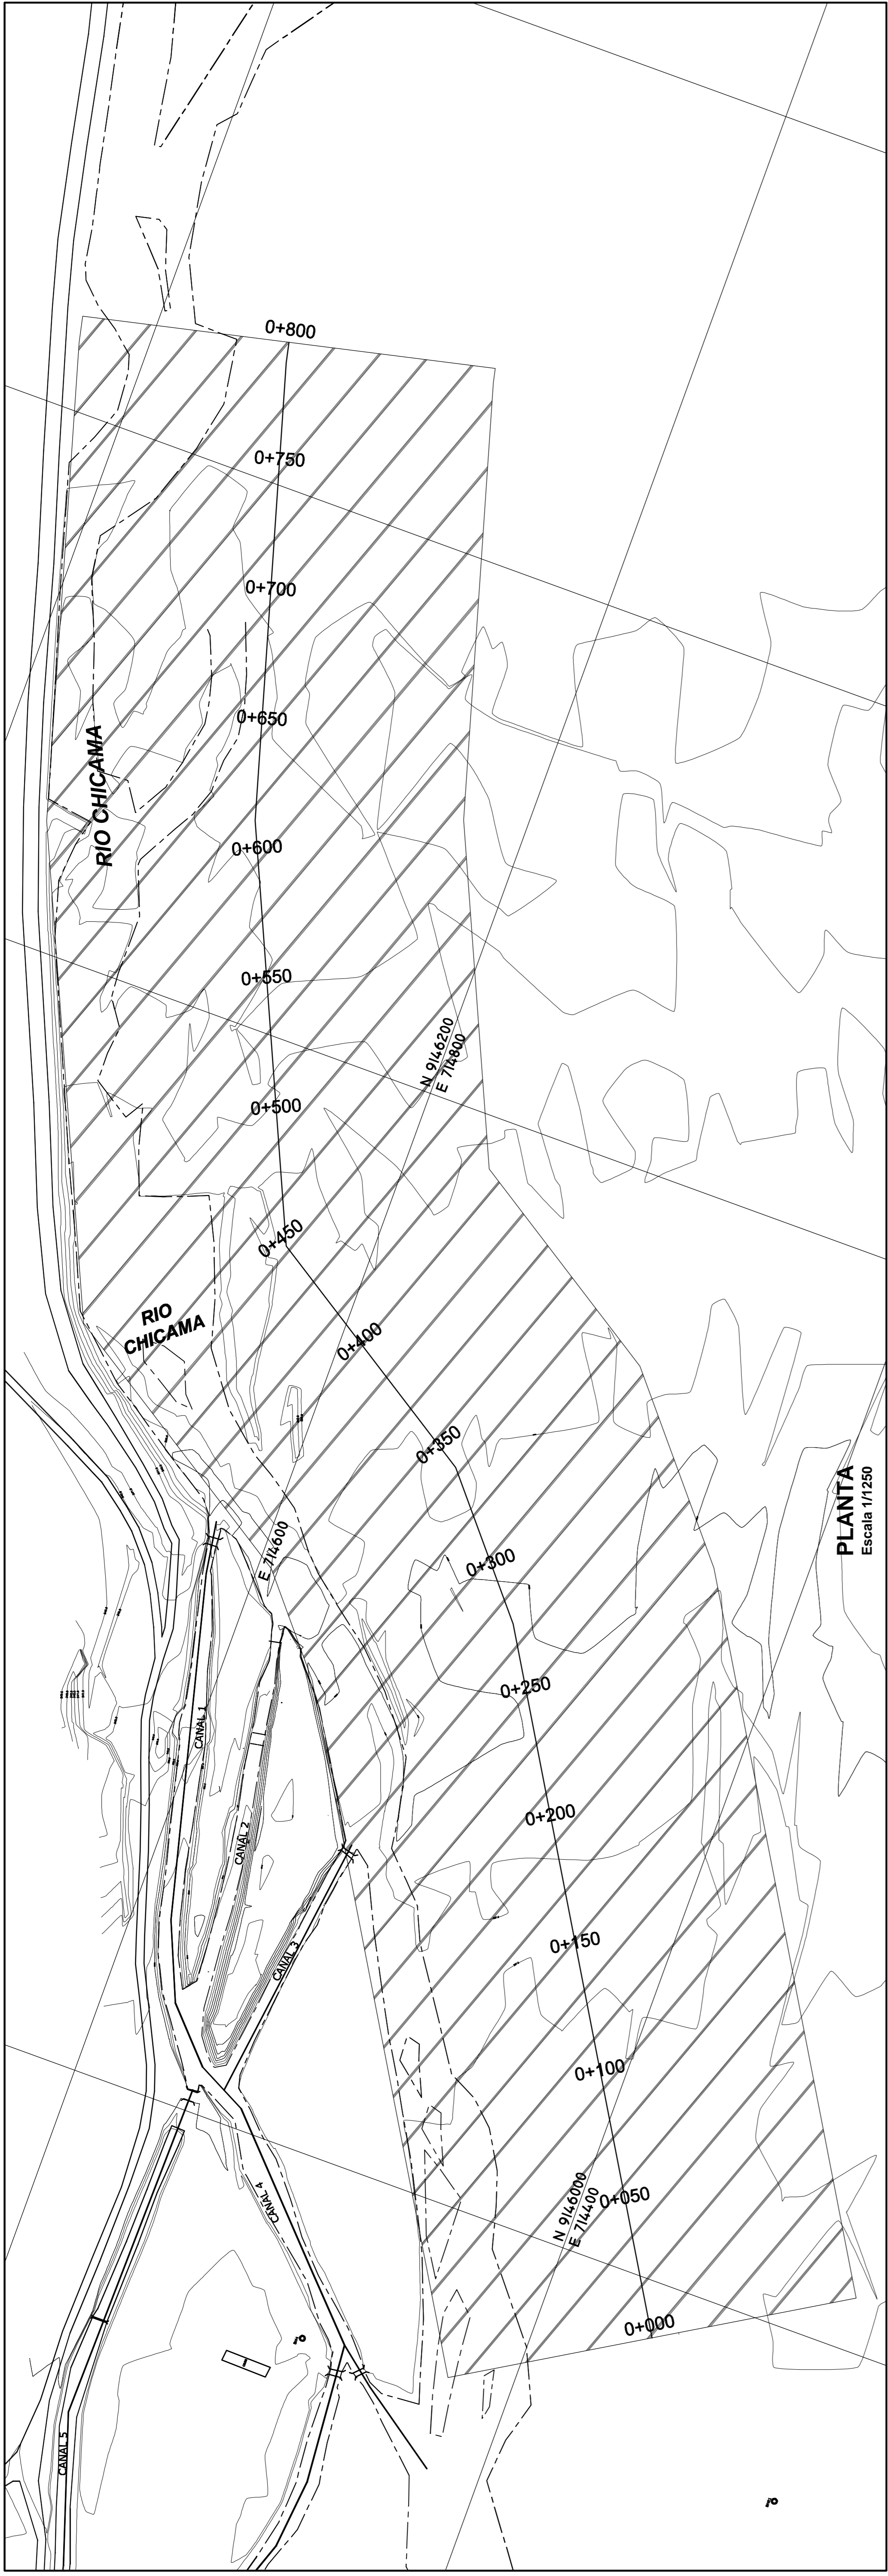 0+800
0+750
0+700
0+650
RIO CHICAMA
0+600
0+550
N 9146200
E 714800
0+500
0+450
RIO
CHICAMA
0+400
0+350
PLANTA
Escala 1/1250
E 714600
0+300
0+250
CANAL 1
0+200
CANAL 2
0+150
CANAL 3
0+100
CANAL 4
N 9146000
E 714400
0+050
0+000
CANAL 5